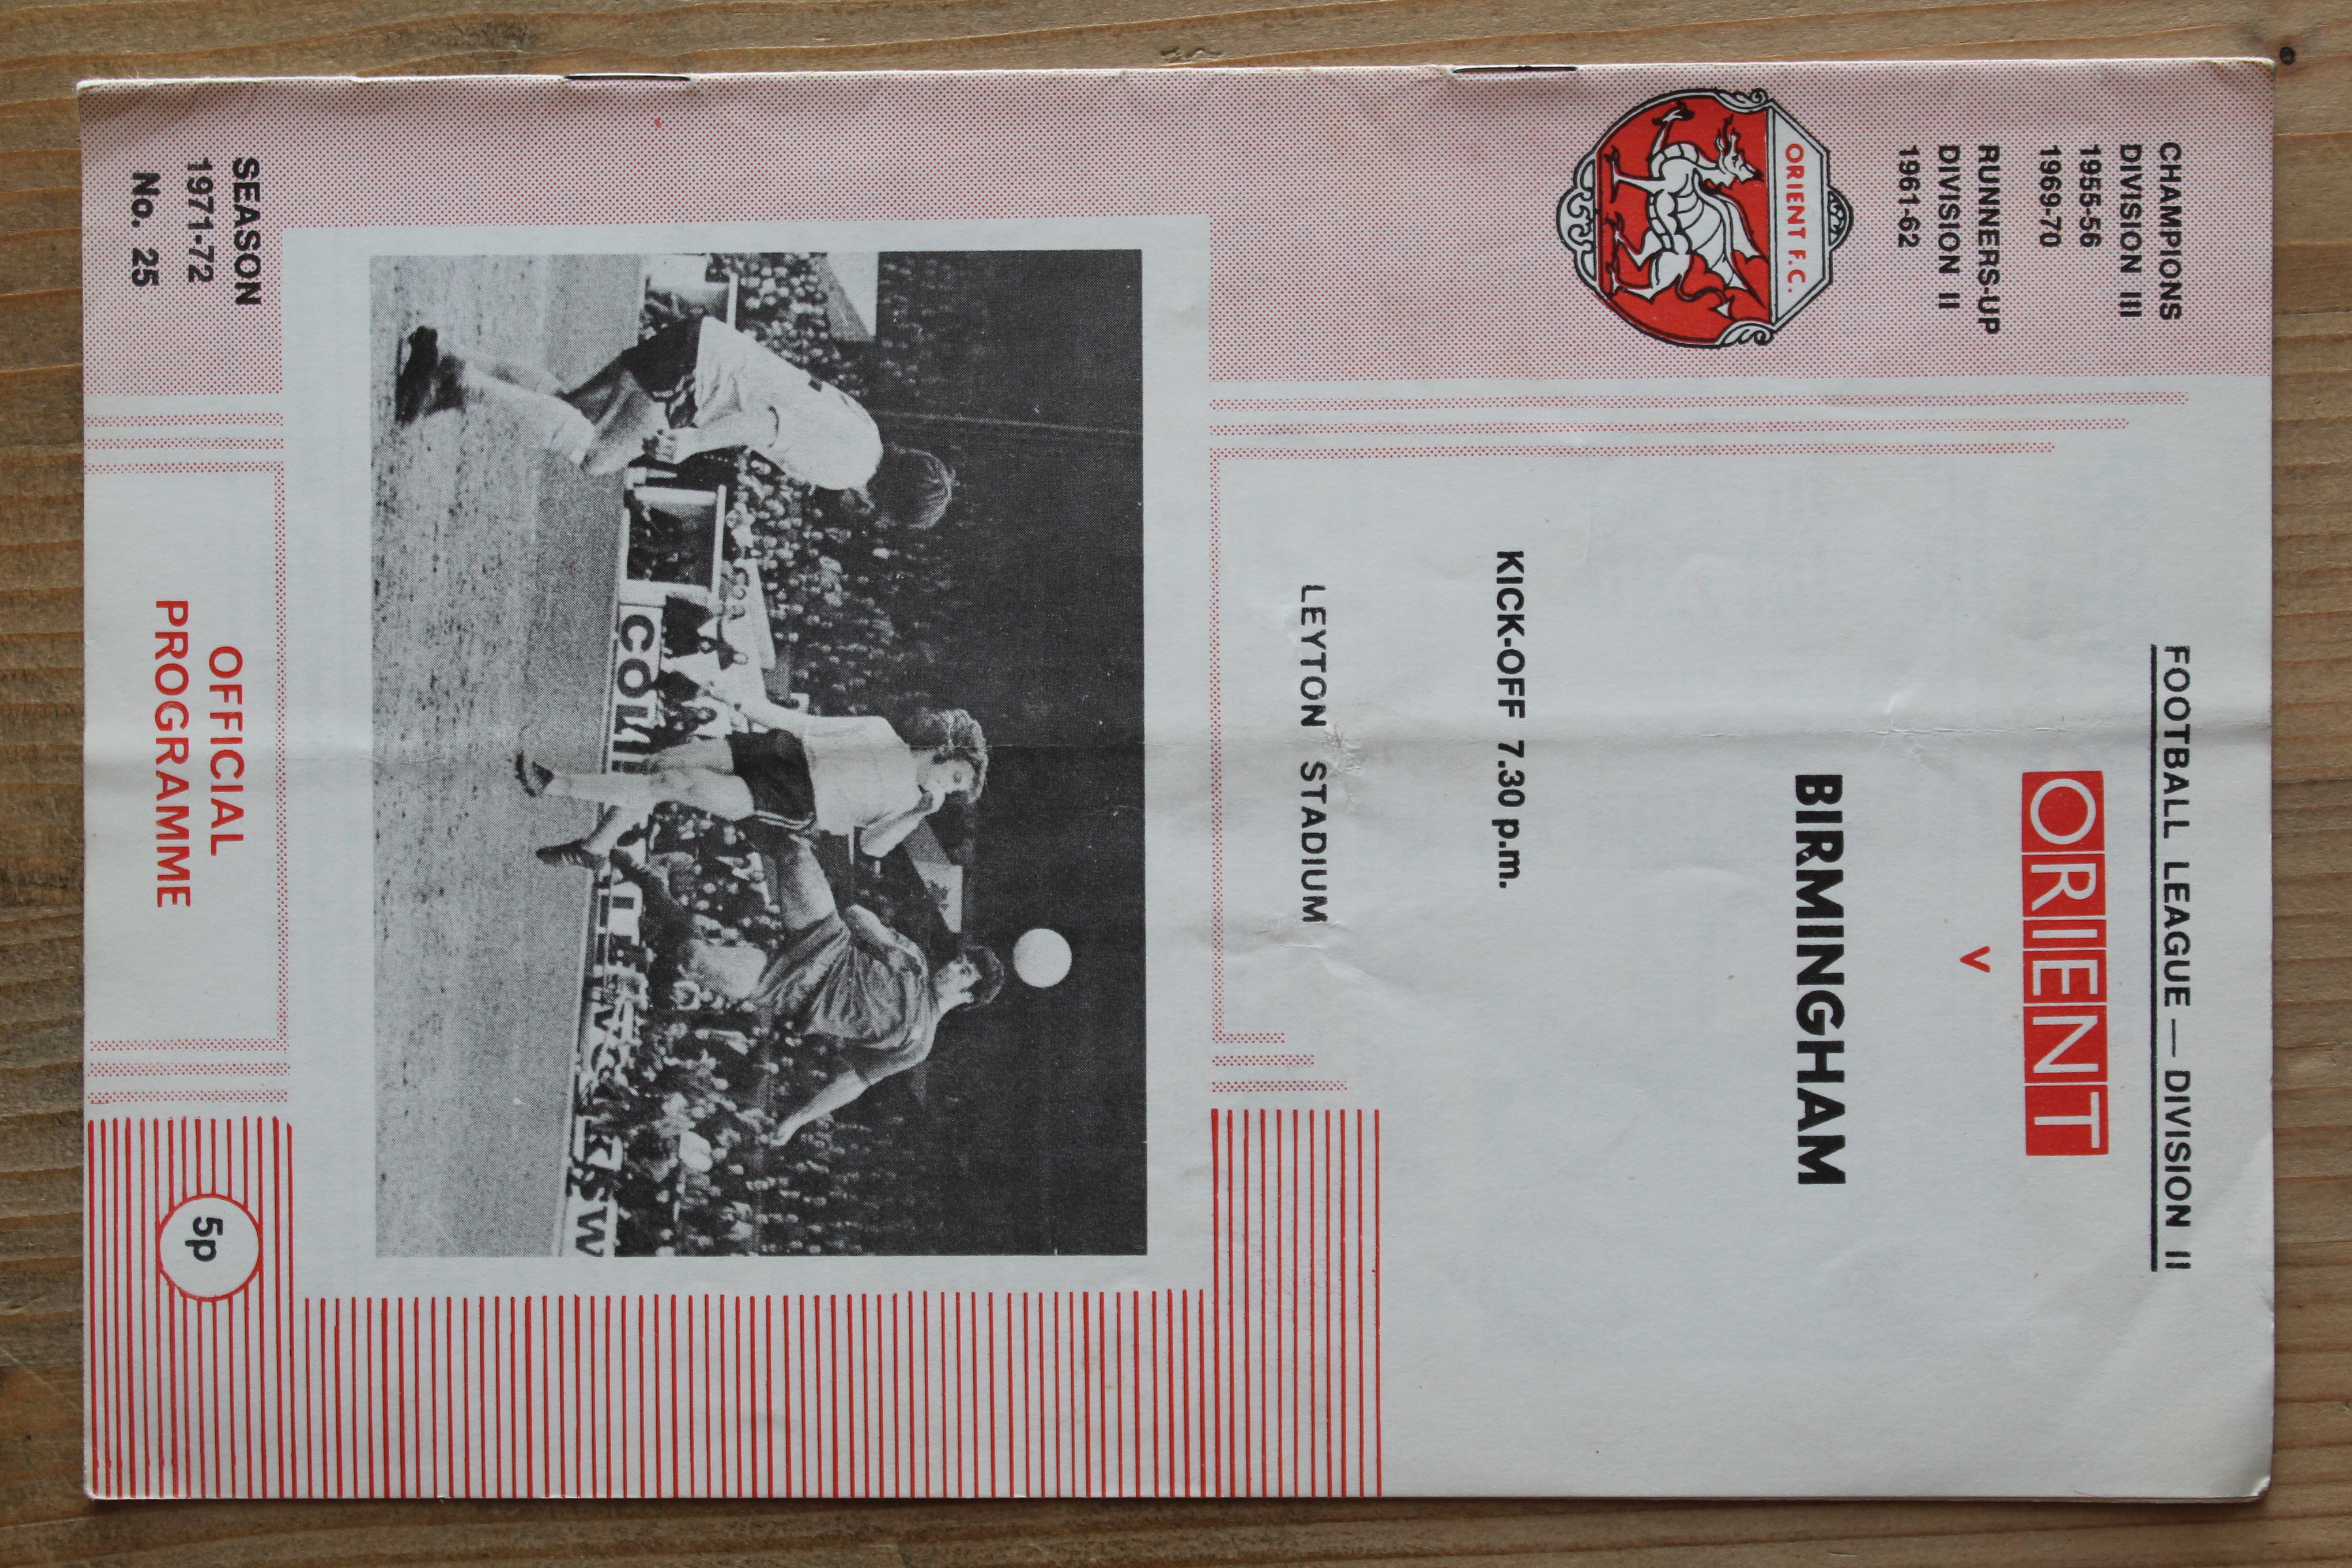 CHAMPIONS
DIVISION III
1955-56
1969-70
RUNNERS-UP
DIVISION II
1961-62
ORIENT F.C.
FOOTBALL LEAGUE — DIVISION II
ORIENT
v
BIRMINGHAM
KICK-OFF 7.30 p.m.
LEYTON STADIUM
SEASON
1971-72
No. 25
OFFICIAL
PROGRAMME
5p